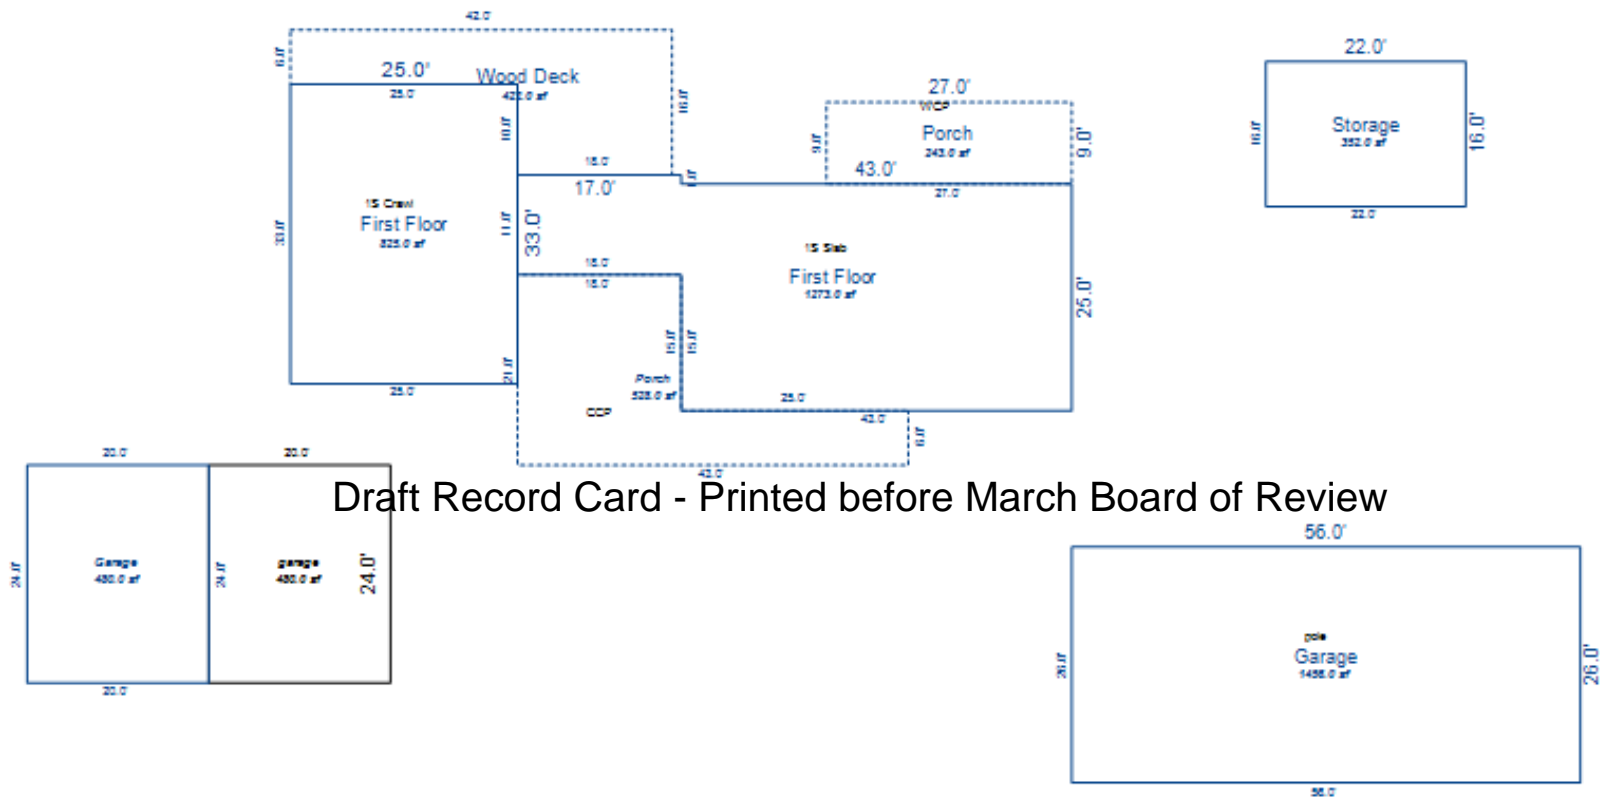 42.0'
6.0'
25.0'
Wood Deck
422.0 sf
25.0'
16.0'
10.0'
22.0'
27.0'
WCP
Porch
243.0 sf
9.0'
9.0'
16.0'
Storage
352.0 sf
16.0'
22.0'
18.0'
17.0'
43.0'
1.0'
27.0'
1S Crawl
First Floor
825.0 sf
33.0'
11.0'
33.0'
1S Slab
First Floor
1273.0 sf
25.0'
18.0'
18.0'
15.0'
15.0'
21.0'
25.0'
Porch
528.0 sf
CCP
25.0'
43.0'
6.0'
43.0'
20.0'
20.0'
Draft Record Card - Printed before March Board of Review
24.0'
Garage
480.0 sf
24.0'
garage
480.0 sf
24.0'
20.0'
56.0'
26.0'
pole
Garage
1456.0 sf
26.0'
56.0'